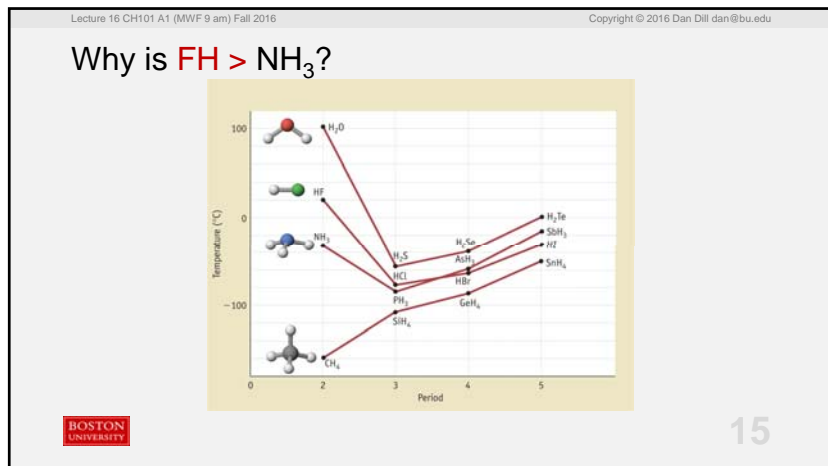 Lecture 16 CH101 A1 (MWF 9 am) Fall 2016
Copyright © 2016 Dan Dill dan@bu.edu
Why is FH > NH₃?
Temperature (°C)
100
0
−100
H₂O
HF
NH₃
CH₄
H₂S
HCl
PH₃
SiH₄
H₂Se
AsH₃
HBr
GeH₄
H₂Te
SbH₃
HI
SnH₄
0
2
3
4
5
Period
BOSTON
UNIVERSITY
15